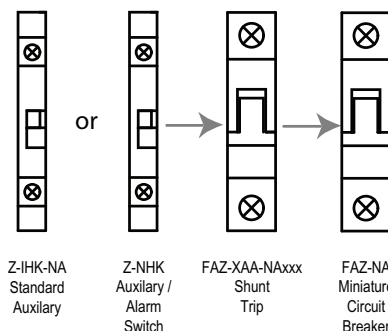 or
Z-IHK-NA
Standard
Auxilary
Z-NHK
Auxilary /
Alarm
Switch
FAZ-XAA-NAxxx
Shunt
Trip
FAZ-NA
Miniature
Circuit
Breaker